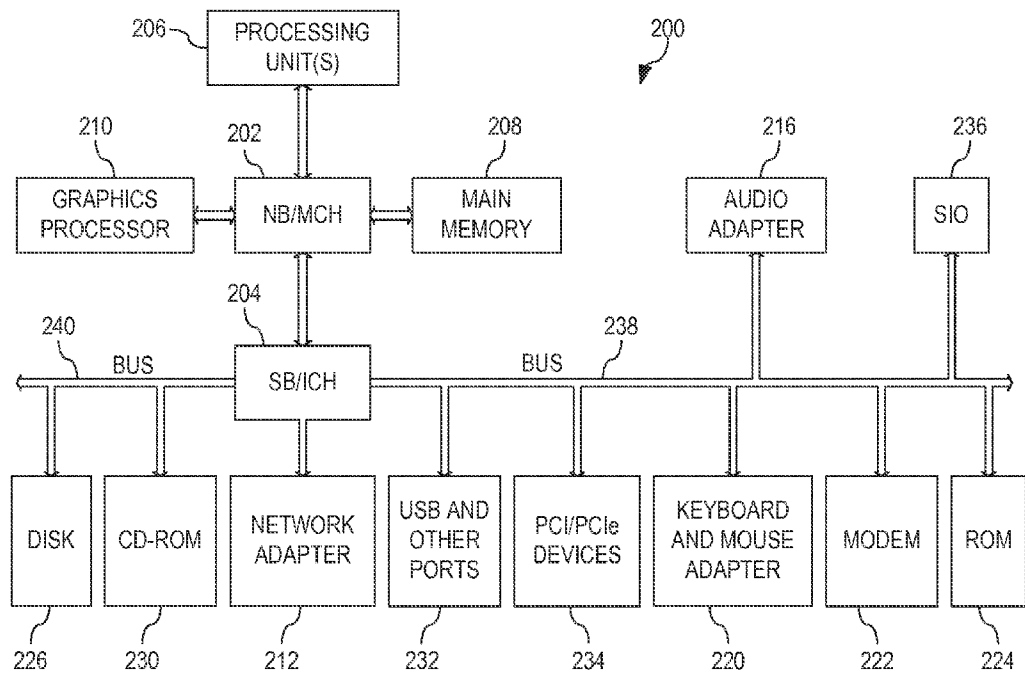 206
PROCESSING
UNIT(S)
200
210
202
208
216
236
GRAPHICS
PROCESSOR
NB/MCH
MAIN
MEMORY
AUDIO
ADAPTER
SIO
204
240
BUS
SB/ICH
BUS
238
DISK
CD-ROM
NETWORK
ADAPTER
USB AND
OTHER
PORTS
PCI/PCIe
DEVICES
KEYBOARD
AND MOUSE
ADAPTER
MODEM
ROM
226
230
212
232
234
220
222
224